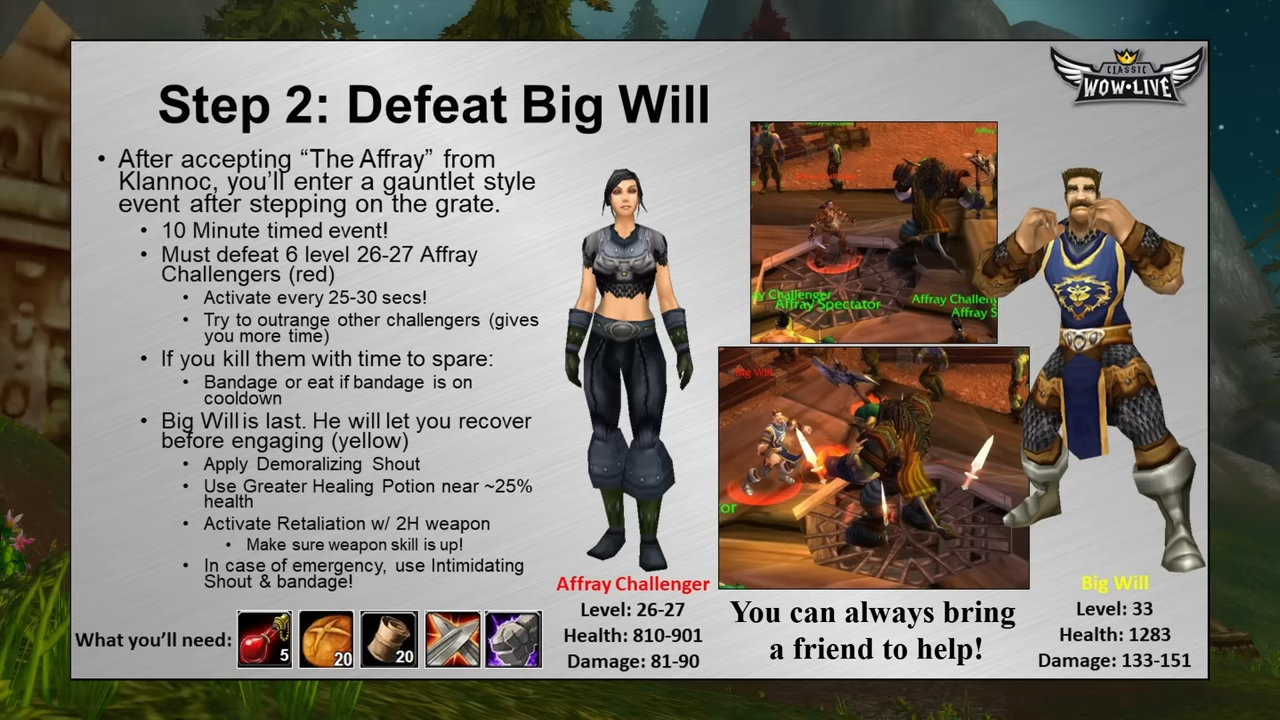 CLASSIC
WOW•LIVE
Step 2: Defeat Big Will
• After accepting “The Affray” from
Klannoc, you’ll enter a gauntlet style
event after stepping on the grate.
• 10 Minute timed event!
• Must defeat 6 level 26-27 Affray
Challengers (red)
• Activate every 25-30 secs!
• Try to outrange other challengers (gives
you more time)
• If you kill them with time to spare:
• Bandage or eat if bandage is on
cooldown
• Big Will is last. He will let you recover
before engaging (yellow)
• Apply Demoralizing Shout
• Use Greater Healing Potion near ~25%
health
• Activate Retaliation w/ 2H weapon
• Make sure weapon skill is up!
• In case of emergency, use Intimidating
Shout & bandage!
What you’ll need:
5
20
20
Affray Challenger
Level: 26-27
Health: 810-901
Damage: 81-90
ay Challenger
Affray Spectator
Affray Challen
Affray S
Big Will
or
You can always bring
a friend to help!
Big Will
Level: 33
Health: 1283
Damage: 133-151